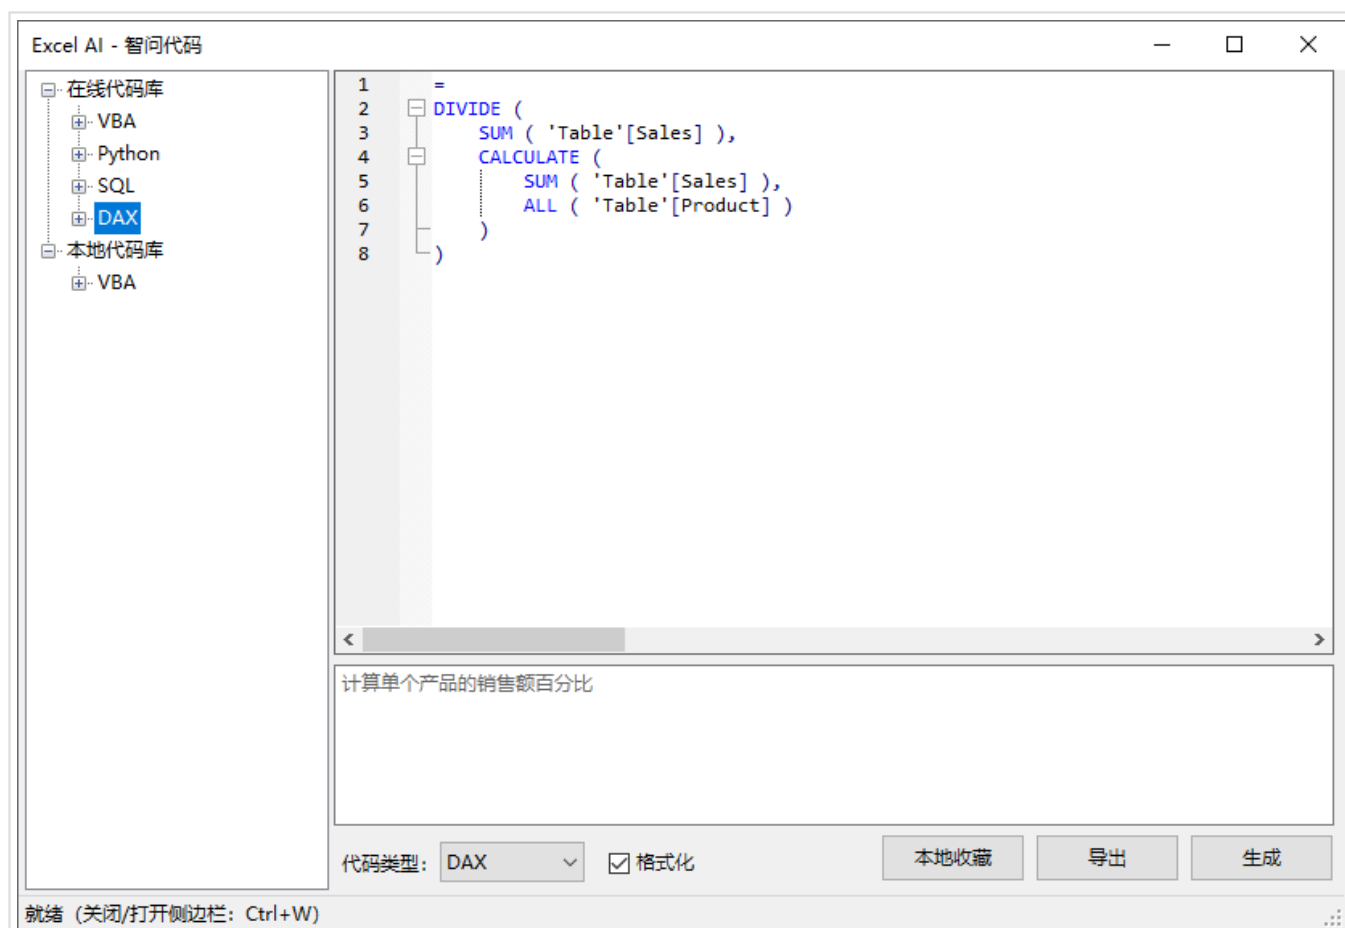 Excel AI - 智问代码
在线代码库
VBA
Python
SQL
DAX
本地代码库
VBA
1 =
2 DIVIDE (
3     SUM ( 'Table'[Sales] ),
4     CALCULATE (
5         SUM ( 'Table'[Sales] ),
6         ALL ( 'Table'[Product] )
7     )
8 )
计算单个产品的销售额百分比
代码类型: DAX 格式化 本地收藏 导出 生成
就绪 (关闭/打开侧边栏: Ctrl+W)